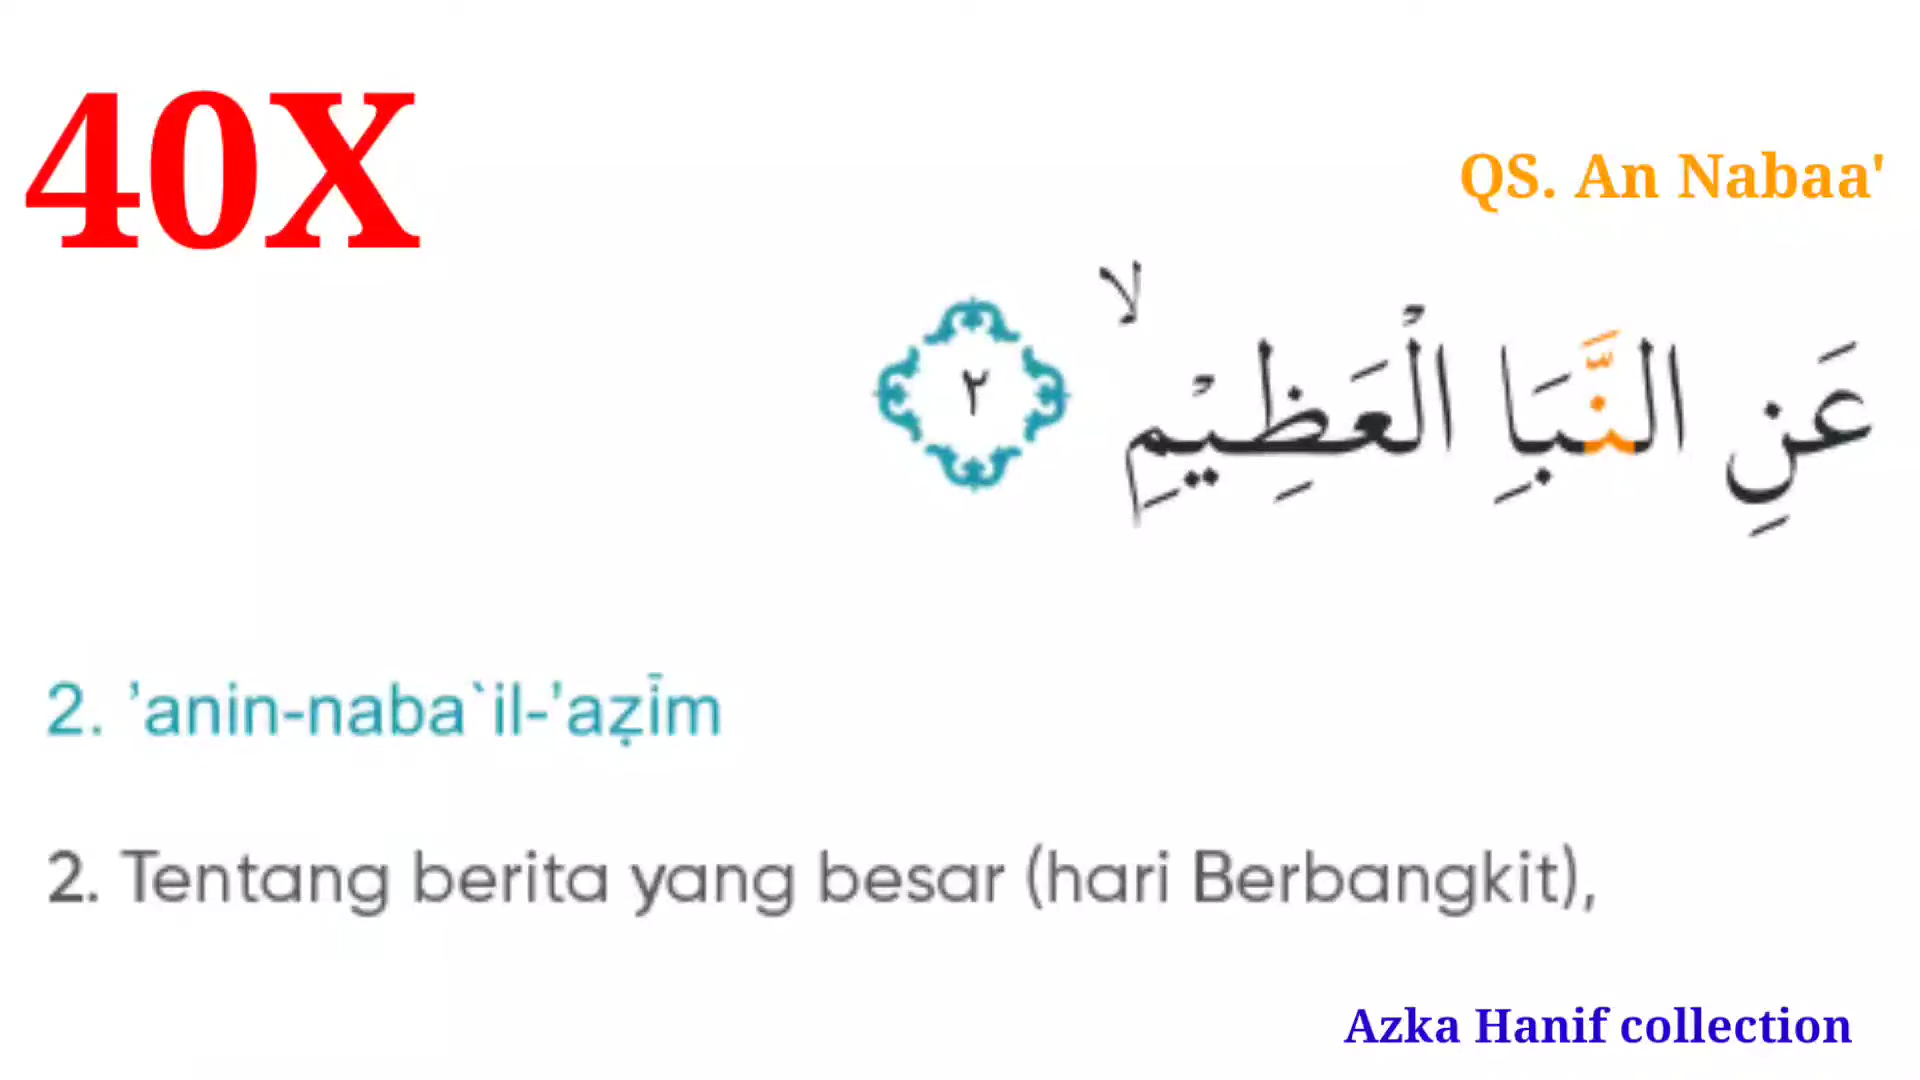 40X
QS. An Nabaa'
عَنِ النَّبَاِ الْعَظِيْمِۙ ٢
2. 'anin-naba`il-'aẓīm
2. Tentang berita yang besar (hari Berbangkit),
Azka Hanif collection